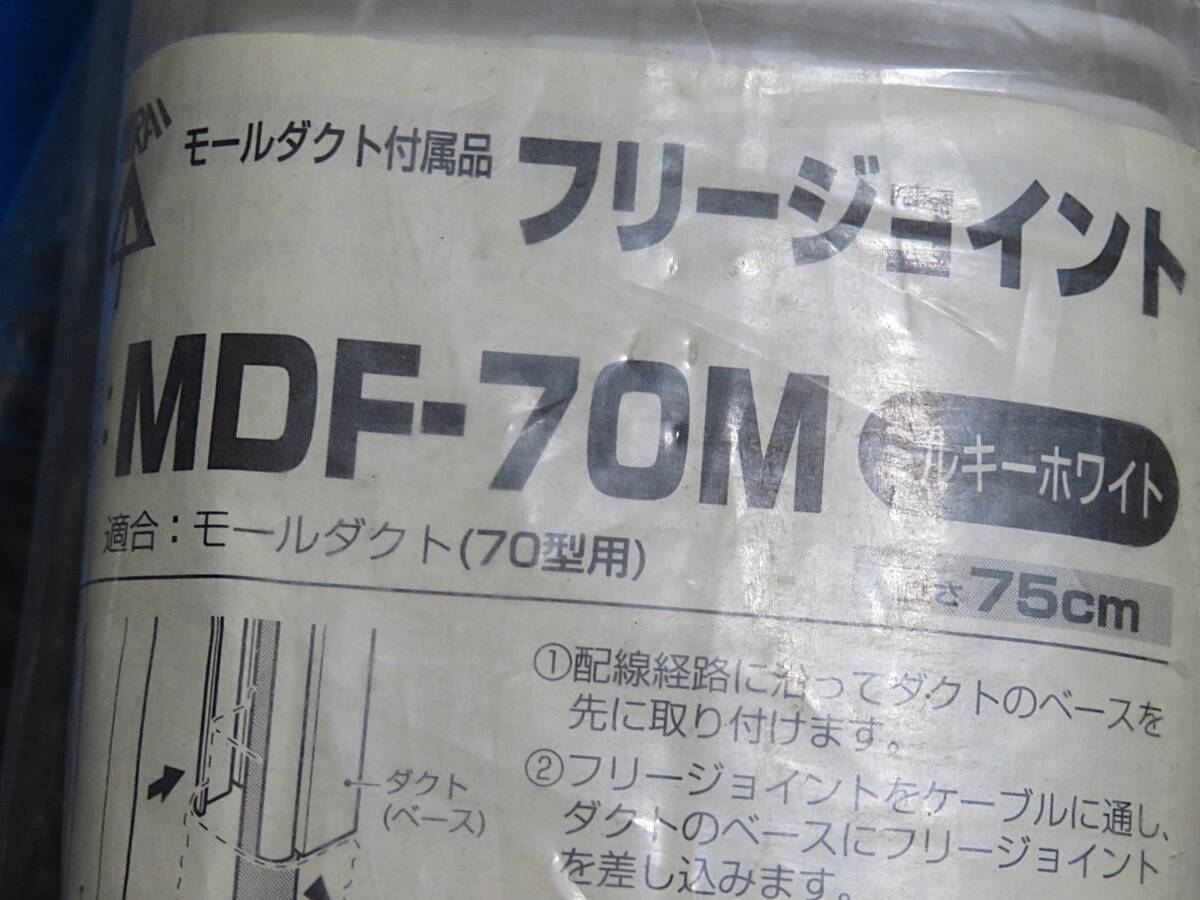 モールダクト付属品 フリージョイント
MDF-70M ルキーホワイト
適合：モールダクト(70型用)
さ75cm
①配線経路に沿ってダクトのベースを
先に取り付けます。
②フリージョイントをケーブルに通し、
ダクトのベースにフリージョイント
を差し込みます。
ダクト
(ベース)